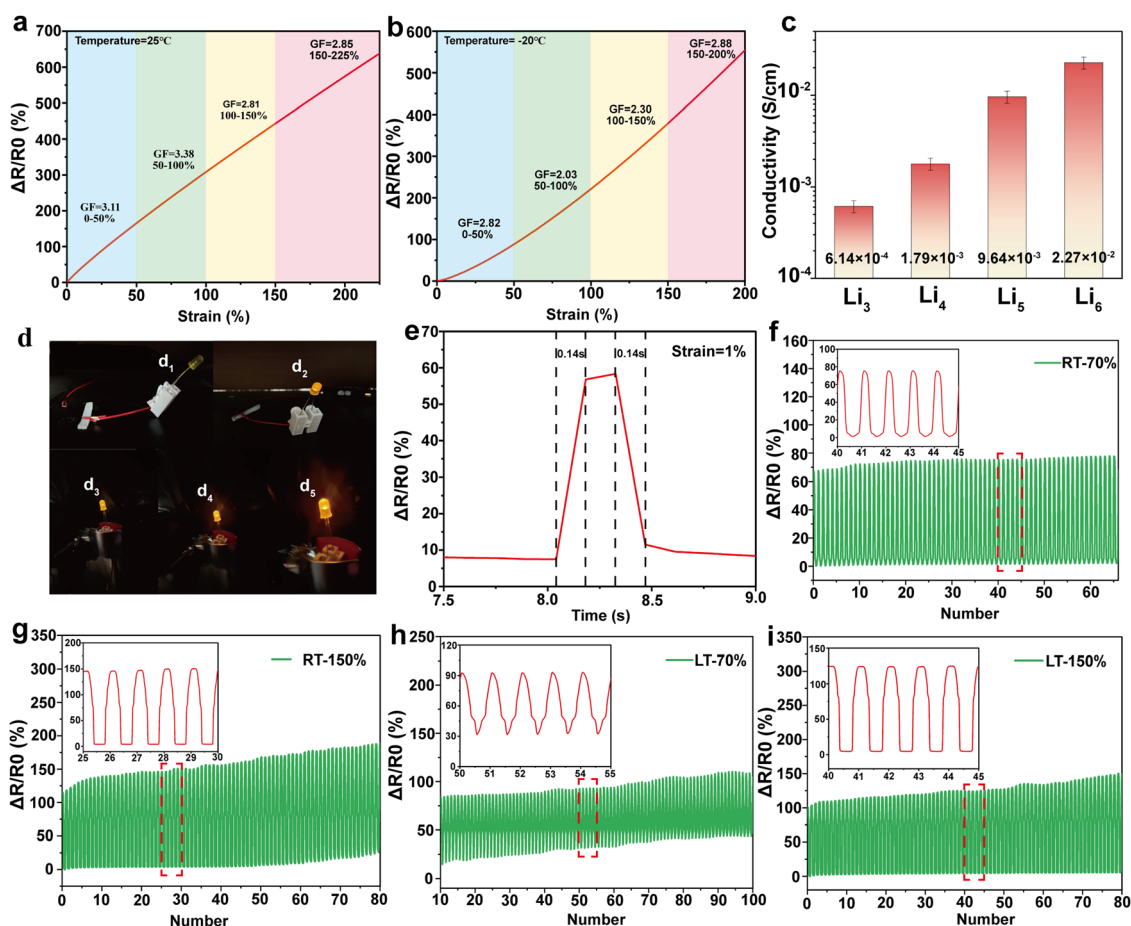 a
Temperature=25℃
GF=3.11
0-50%
GF=3.38
50-100%
GF=2.81
100-150%
GF=2.85
150-225%
ΔR/R0 (%)
0 100 200 300 400 500 600 700
0 50 100 150 200
Strain (%)
b
Temperature= -20℃
GF=2.82
0-50%
GF=2.03
50-100%
GF=2.30
100-150%
GF=2.88
150-200%
ΔR/R0 (%)
0 50 100 150 200 250 300 350 400 450 500 550 600
0 50 100 150 200
Strain (%)
c
Conductivity (S/cm)
10⁻⁴ 10⁻³ 10⁻²
6.14×10⁻⁴ 1.79×10⁻³ 9.64×10⁻³ 2.27×10⁻²
Li₃ Li₄ Li₅ Li₆
d
d₁ d₂
d₃ d₄ d₅
e
0.14s 0.14s
Strain=1%
ΔR/R0 (%)
0 10 20 30 40 50 60 70
7.5 8.0 8.5 9.0
Time (s)
f
RT-70%
0 20 40 60 80 100
40 41 42 43 44 45
ΔR/R0 (%)
0 20 40 60 80 100 120 140 160
0 10 20 30 40 50 60
Number
g
RT-150%
0 50 100 150 200
25 26 27 28 29 30
ΔR/R0 (%)
0 50 100 150 200 250 300 350
0 10 20 30 40 50 60 70 80
Number
h
LT-70%
0 20 40 60 80 100 120
50 51 52 53 54 55
ΔR/R0 (%)
0 50 100 150 200 250
10 20 30 40 50 60 70 80 90 100
Number
i
LT-150%
0 50 100 150
40 41 42 43 44 45
ΔR/R0 (%)
0 50 100 150 200 250 300 350
0 10 20 30 40 50 60 70 80
Number